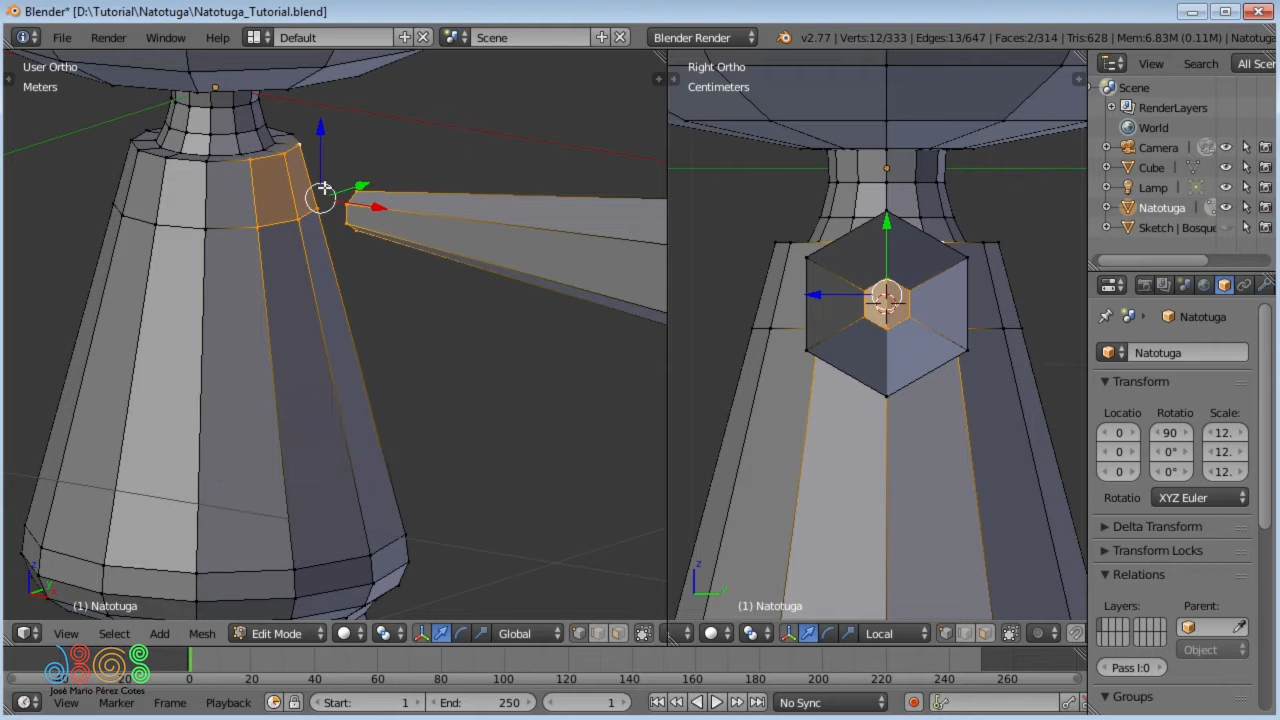 Blender* [D:\Tutorial\Natotuga\Natotuga_Tutorial.blend]
File Render Window Help Default Scene Blender Render v2.77 | Verts:12/333 | Edges:13/647 | Faces:2/314 | Tris:628 | Mem:6.83M (0.11M) | Natotuga
User Ortho
Meters
Right Ortho
Centimeters
View Search All Scen
Scene
RenderLayers
World
Camera
Cube
Lamp
Natotuga
Sketch | Bosque
Natotuga
Natotuga
Transform
Locatio Rotatio Scale:
0 90 12.
0 0° 12.
0 0° 12.
Rotatio XYZ Euler
Delta Transform
Transform Locks
Relations
Layers: Parent:
Object
Pass I:0
Groups
(1) Natotuga
(1) Natotuga
View Select Add Mesh Edit Mode Global Local
0 20 40 60 80 100 120 140 160 180 200 220 240 260
José Mario Pérez Cotes
View Marker Frame Playback Start: 1 End: 250 1 No Sync